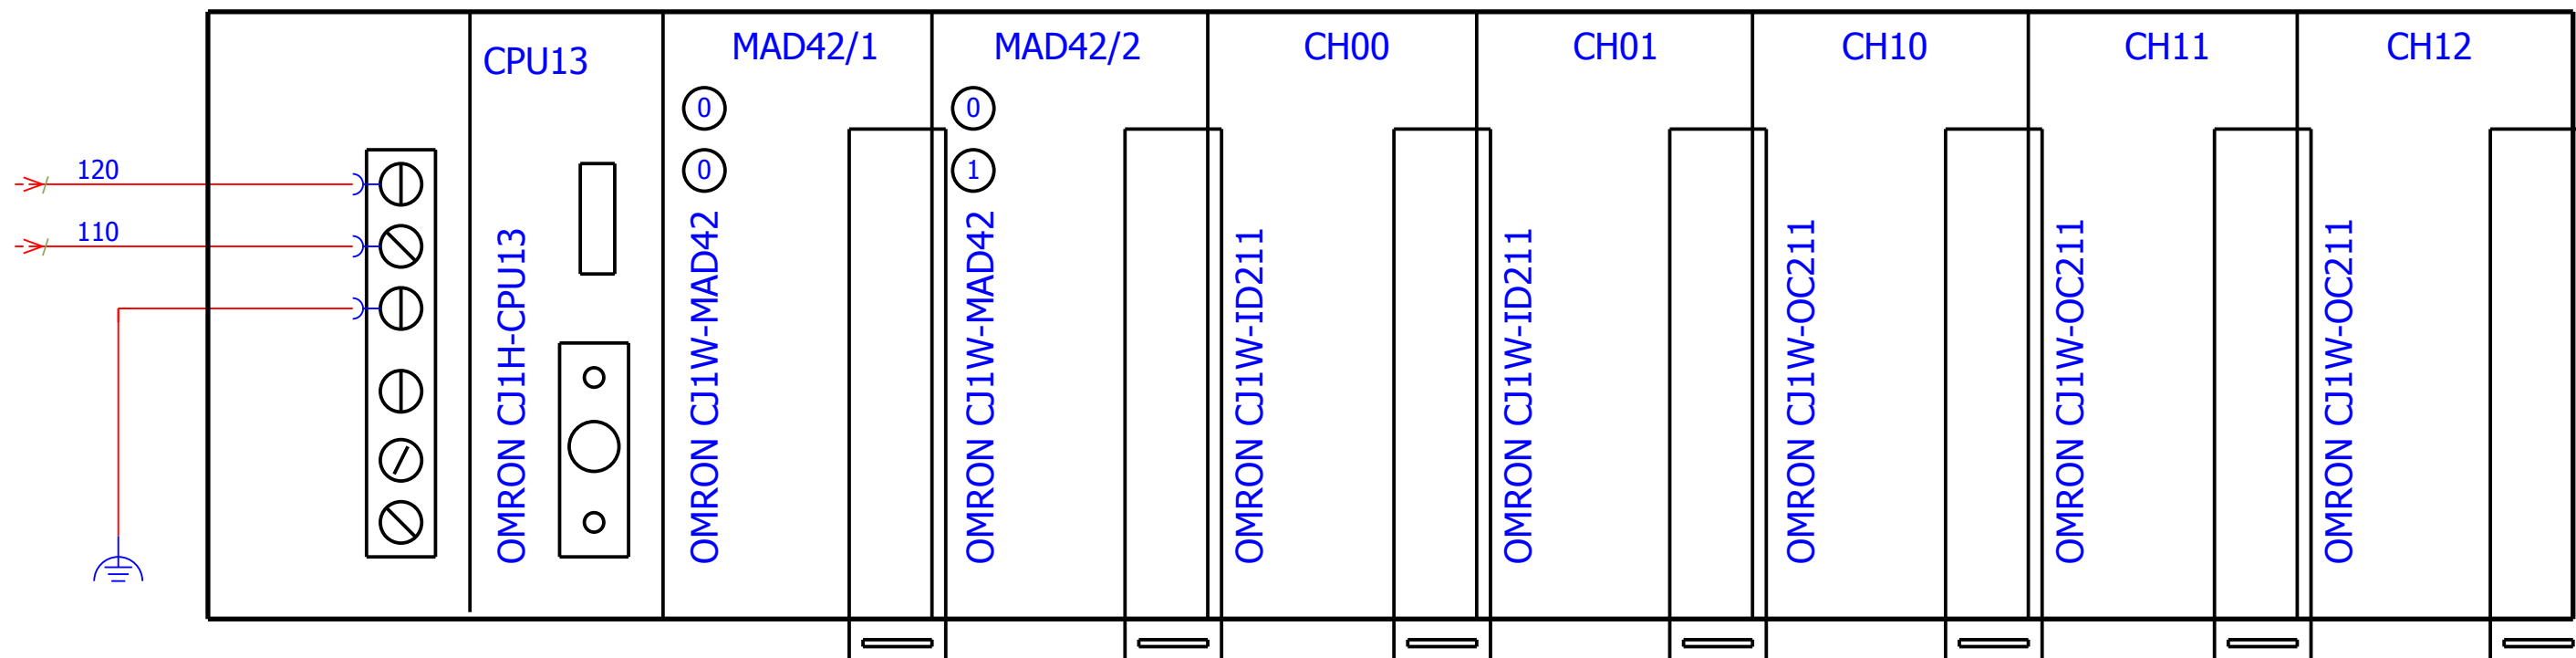 CPU13
MAD42/1
MAD42/2
CH00
CH01
CH10
CH11
CH12
0
0
0
1
120
110
OMRON CJ1H-CPU13
OMRON CJ1W-MAD42
OMRON CJ1W-MAD42
OMRON CJ1W-ID211
OMRON CJ1W-ID211
OMRON CJ1W-OC211
OMRON CJ1W-OC211
OMRON CJ1W-OC211